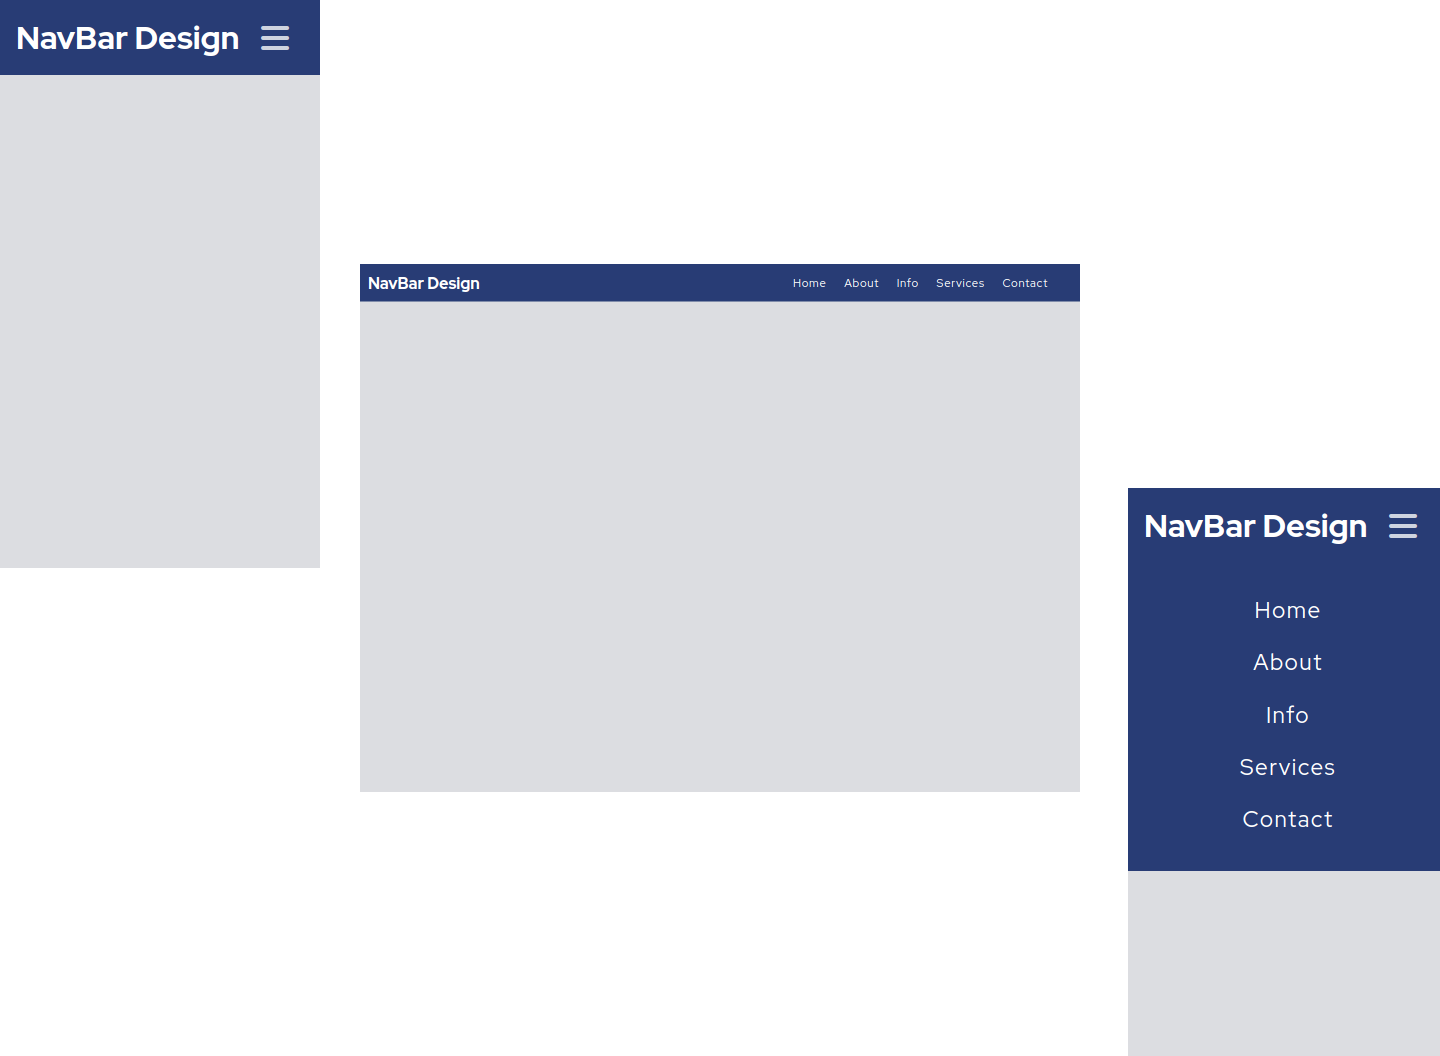 NavBar Design
NavBar Design
Home About Info Services Contact
NavBar Design
Home
About
Info
Services
Contact